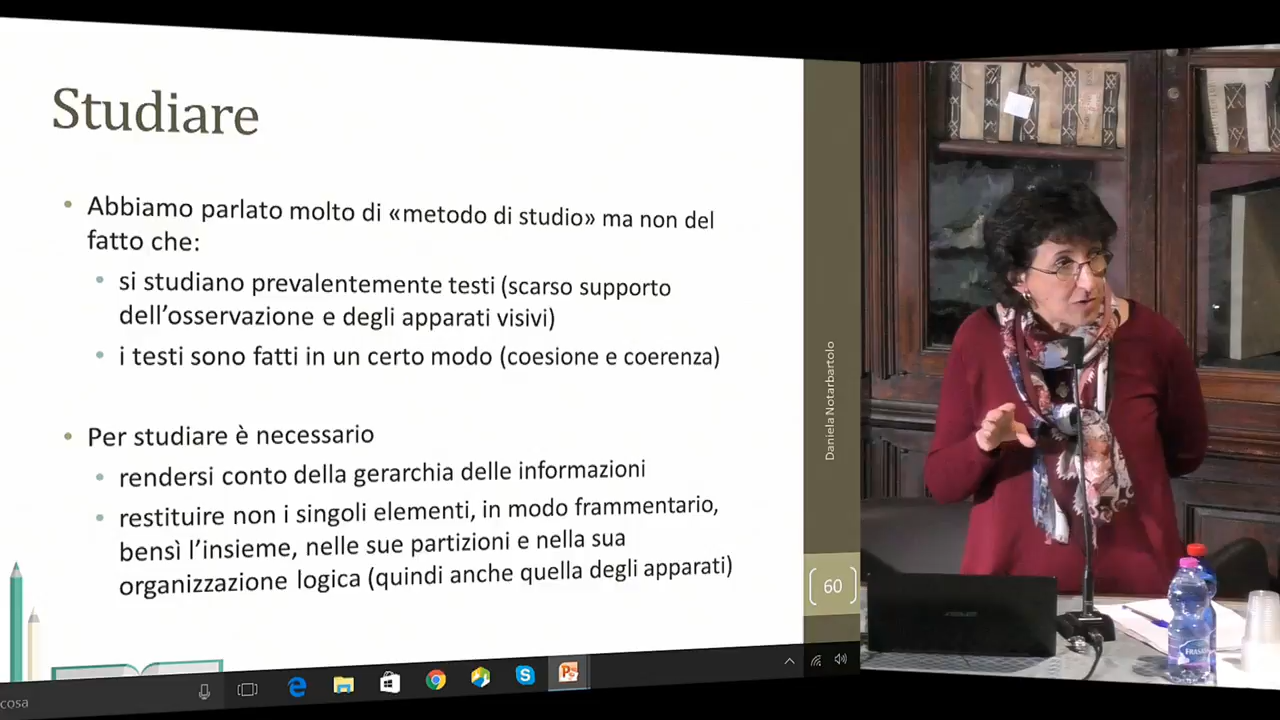 Studiare
• Abbiamo parlato molto di «metodo di studio» ma non del
fatto che:
• si studiano prevalentemente testi (scarso supporto
dell'osservazione e degli apparati visivi)
• i testi sono fatti in un certo modo (coesione e coerenza)
• Per studiare è necessario
• rendersi conto della gerarchia delle informazioni
• restituire non i singoli elementi, in modo frammentario,
bensì l'insieme, nelle sue partizioni e nella sua
organizzazione logica (quindi anche quella degli apparati)
Daniela Notarbartolo
60
cosa
ASUS